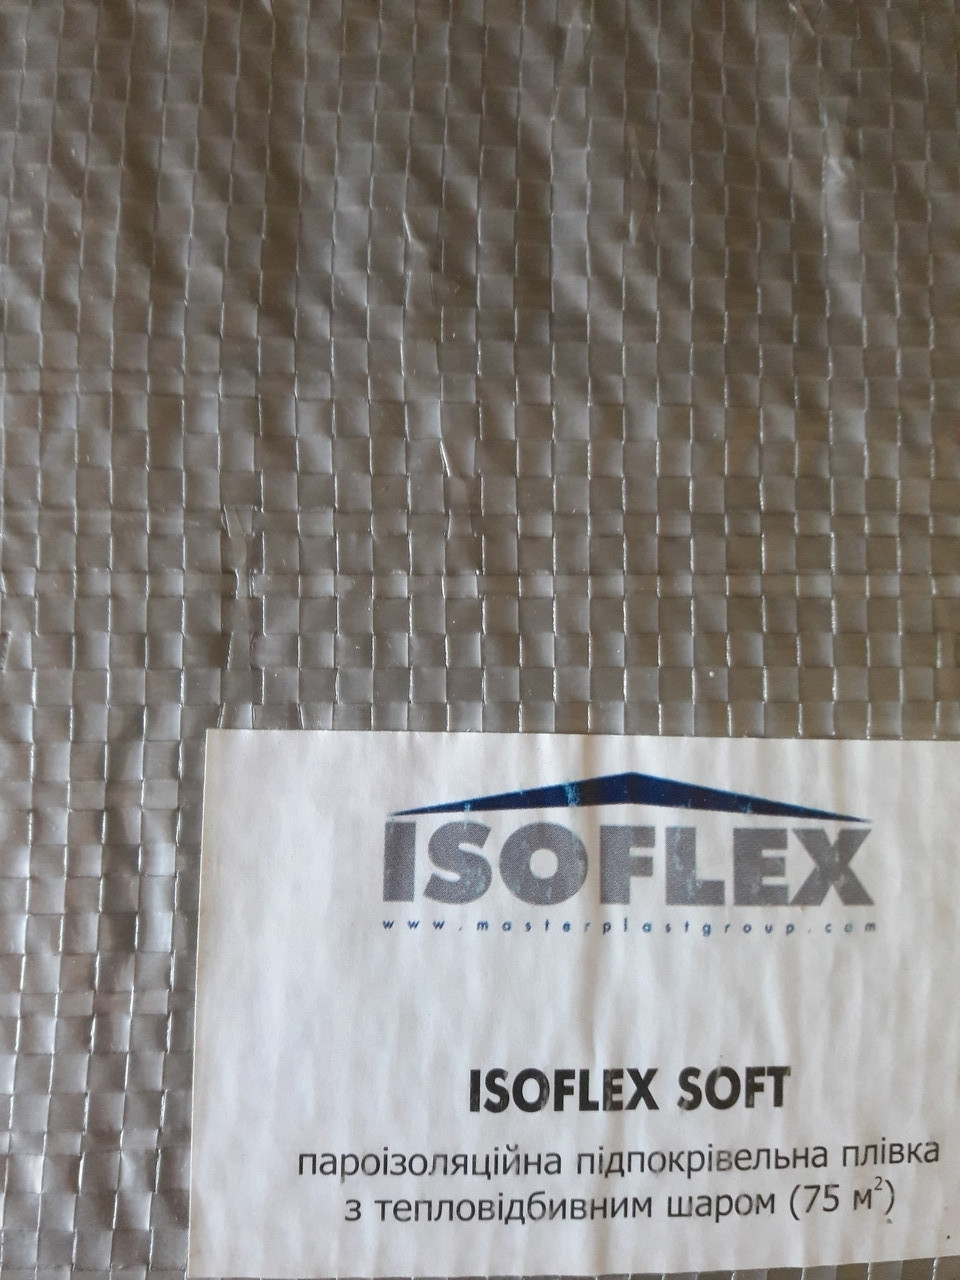 ISOFLEX
www.masterplastgroup.com
ISOFLEX SOFT
пароізоляційна підпокрівельна плівка
з тепловідбивним шаром (75 м²)